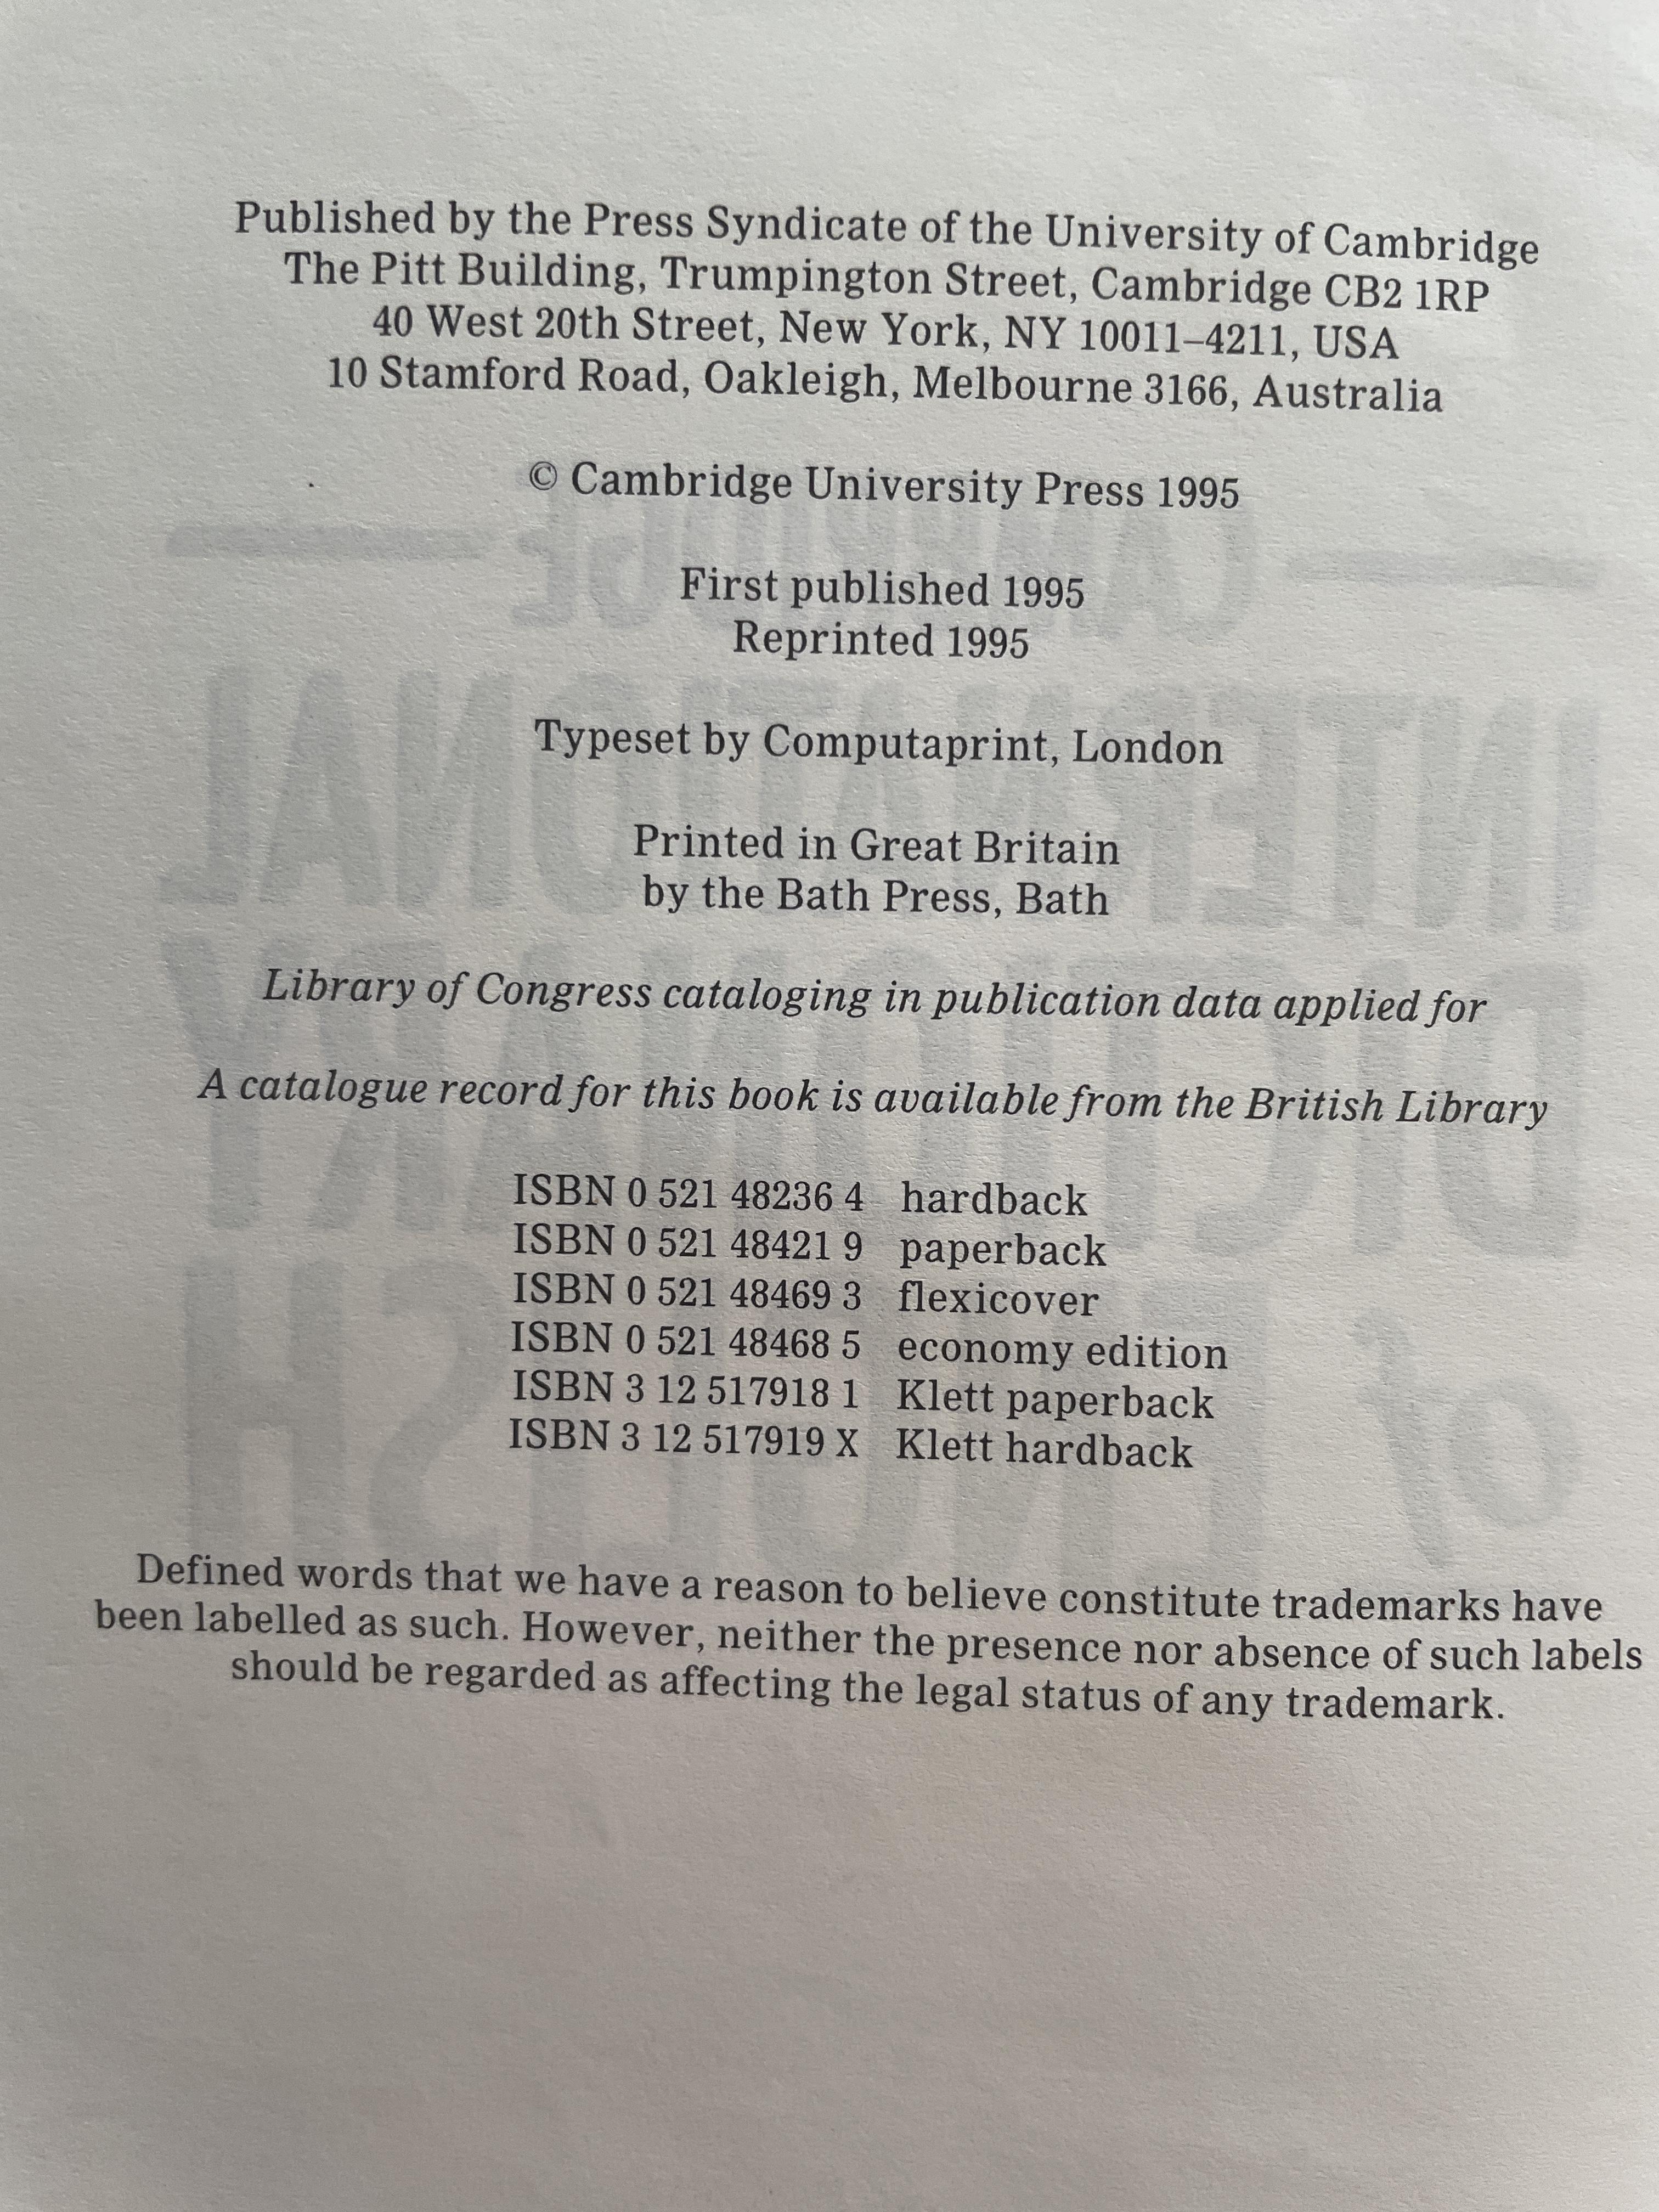 Published by the Press Syndicate of the University of Cambridge
The Pitt Building, Trumpington Street, Cambridge CB2 1RP
40 West 20th Street, New York, NY 10011–4211, USA
10 Stamford Road, Oakleigh, Melbourne 3166, Australia
© Cambridge University Press 1995
First published 1995
Reprinted 1995
Typeset by Computaprint, London
Printed in Great Britain
by the Bath Press, Bath
Library of Congress cataloging in publication data applied for
A catalogue record for this book is available from the British Library
ISBN 0 521 48236 4 hardback
ISBN 0 521 48421 9 paperback
ISBN 0 521 48469 3 flexicover
ISBN 0 521 48468 5 economy edition
ISBN 3 12 517918 1 Klett paperback
ISBN 3 12 517919 X Klett hardback
Defined words that we have a reason to believe constitute trademarks have
been labelled as such. However, neither the presence nor absence of such labels
should be regarded as affecting the legal status of any trademark.